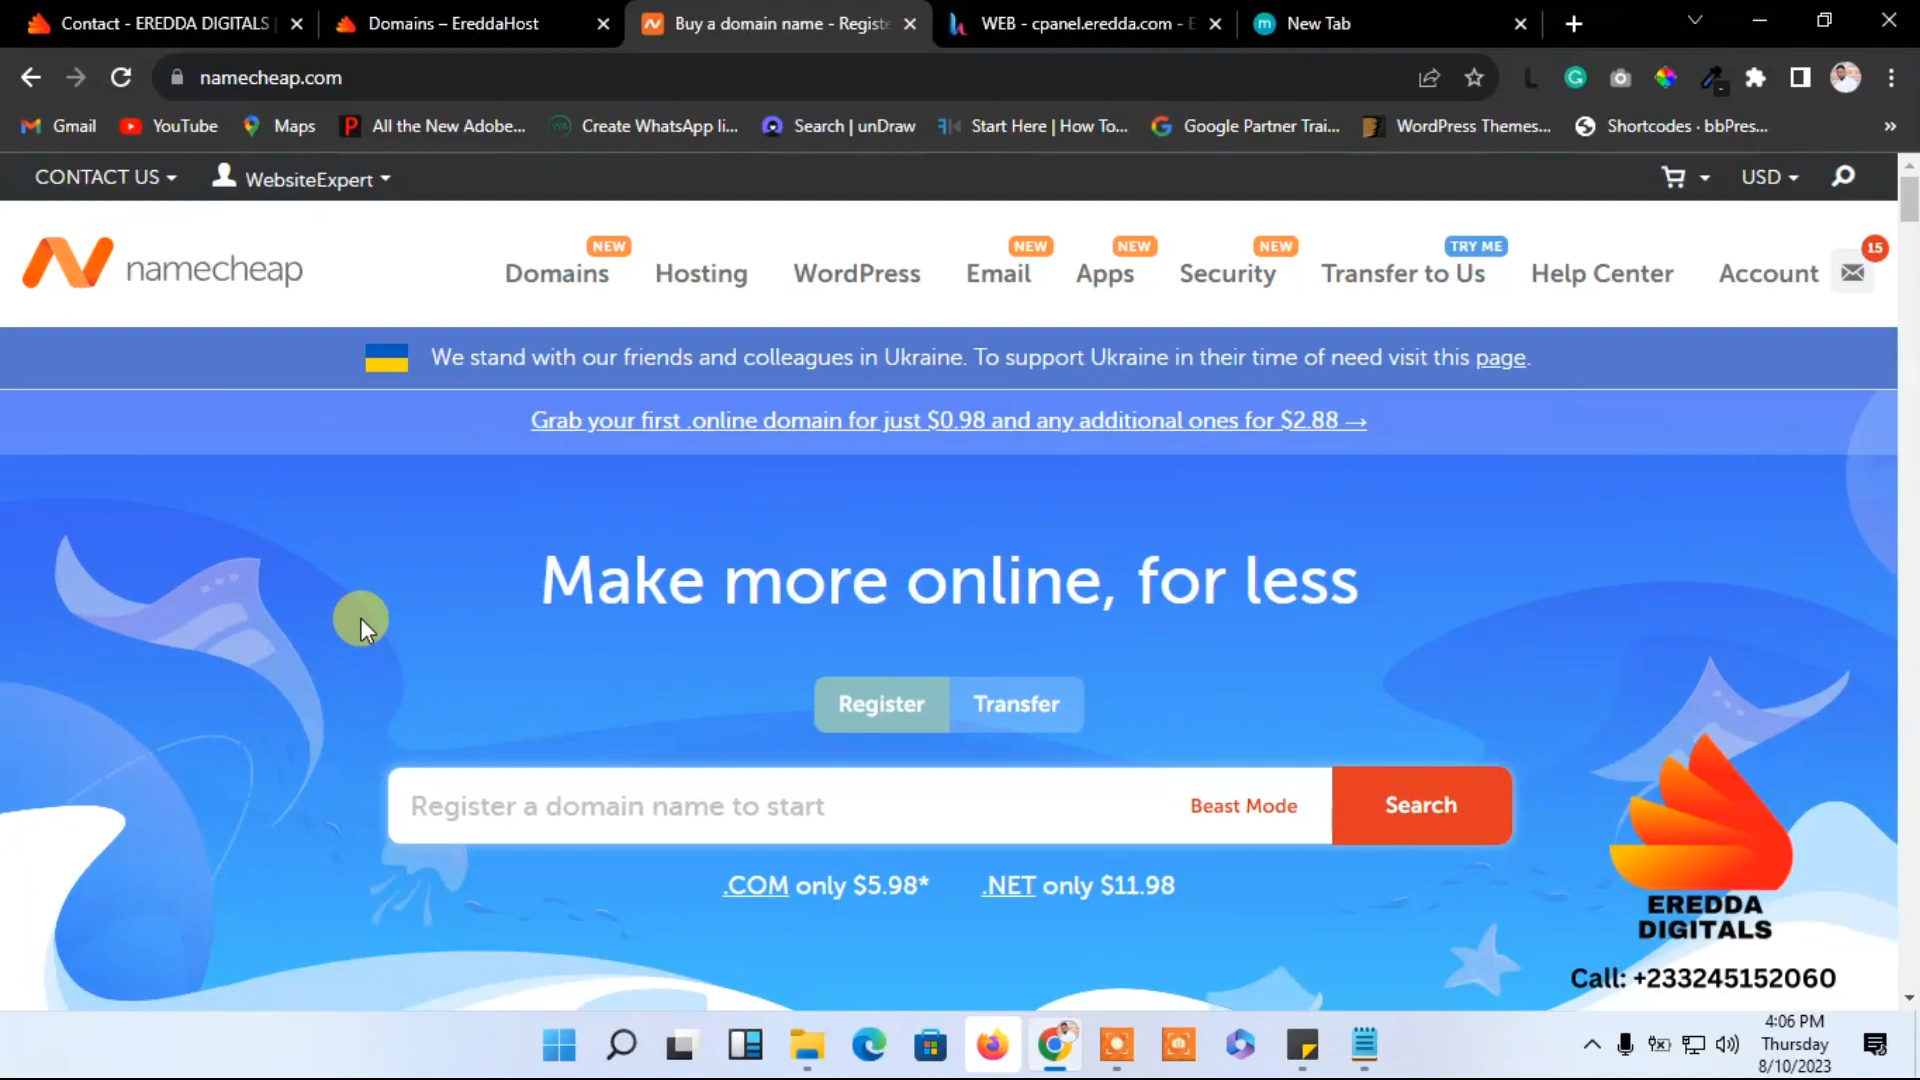 Contact - EREDDA DIGITALS
Domains – EreddaHost
Buy a domain name - Registe
WEB - cpanel.eredda.com - E
New Tab
namecheap.com
Gmail
YouTube
Maps
All the New Adobe...
Create WhatsApp li...
Search | unDraw
Start Here | How To...
Google Partner Trai...
WordPress Themes...
Shortcodes · bbPres...
»
CONTACT US
WebsiteExpert
USD
namecheap
NEW
Domains
Hosting
WordPress
NEW
Email
NEW
Apps
NEW
Security
TRY ME
Transfer to Us
Help Center
Account
15
We stand with our friends and colleagues in Ukraine. To support Ukraine in their time of need visit this page.
Grab your first .online domain for just $0.98 and any additional ones for $2.88 →
Make more online, for less
Register
Transfer
Register a domain name to start
Beast Mode
Search
.COM only $5.98*
.NET only $11.98
EREDDA
DIGITALS
Call: +233245152060
4:06 PM
Thursday
8/10/2023